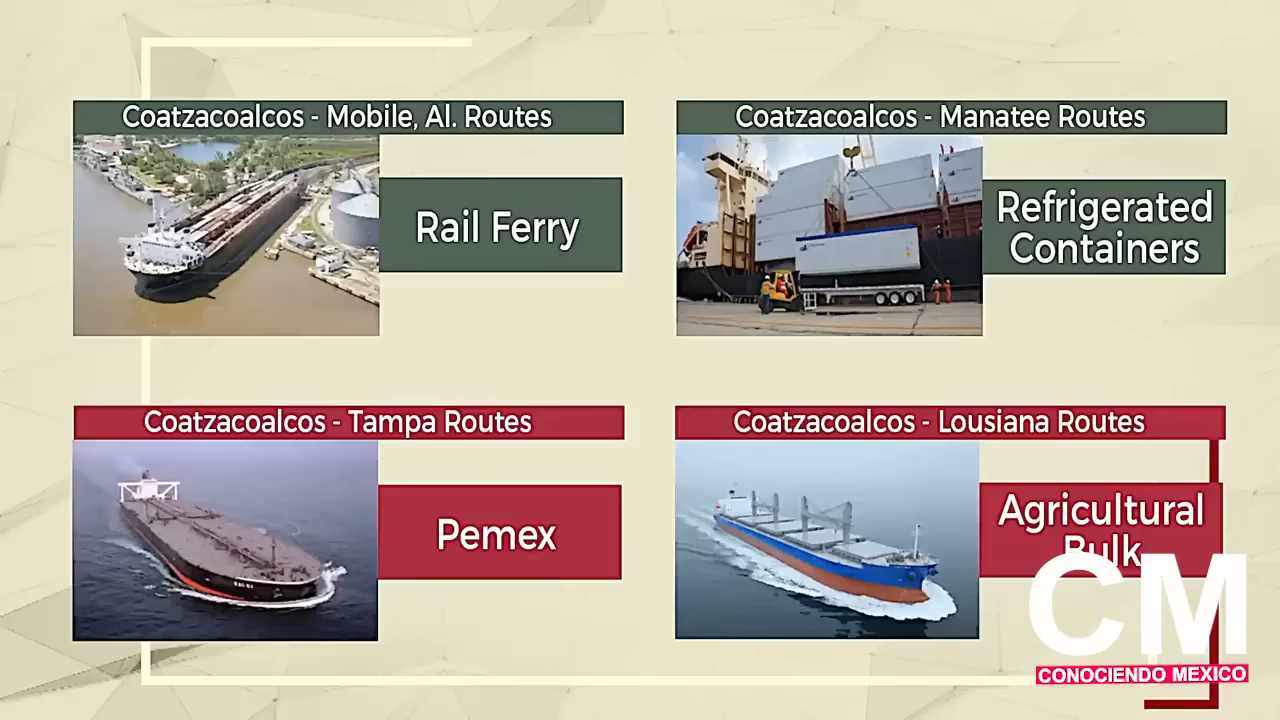 Coatzacoalcos - Mobile, Al. Routes
Rail Ferry
Coatzacoalcos - Manatee Routes
Refrigerated
Containers
Coatzacoalcos - Tampa Routes
Pemex
Coatzacoalcos - Lousiana Routes
Agricultural
Bulk
CM
CONOCIENDO MEXICO